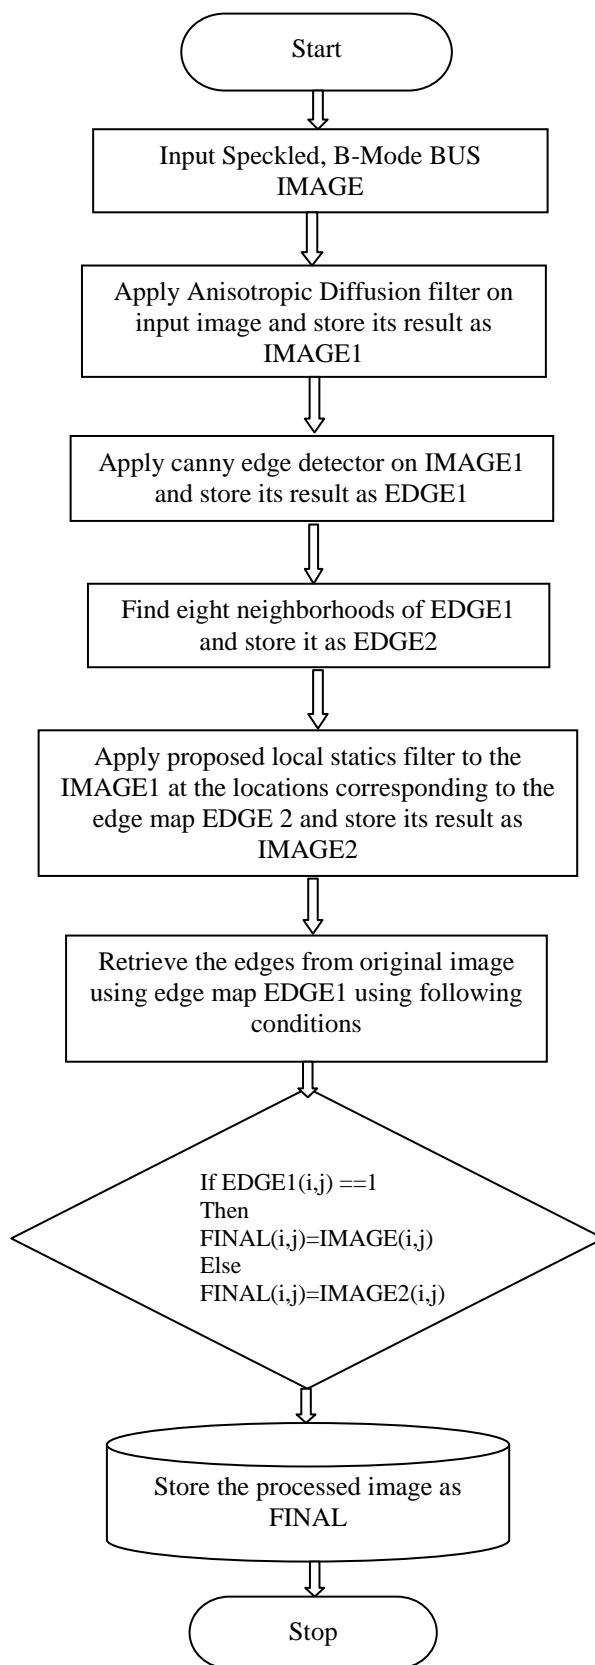 Start
Input Speckled, B-Mode BUS
IMAGE
Apply Anisotropic Diffusion filter on
input image and store its result as
IMAGE1
Apply canny edge detector on IMAGE1
and store its result as EDGE1
Find eight neighborhoods of EDGE1
and store it as EDGE2
Apply proposed local statics filter to the
IMAGE1 at the locations corresponding to the
edge map EDGE 2 and store its result as
IMAGE2
Retrieve the edges from original image
using edge map EDGE1 using following
conditions
If EDGE1(i,j) ==1
Then
FINAL(i,j)=IMAGE(i,j)
Else
FINAL(i,j)=IMAGE2(i,j)
Store the processed image as
FINAL
Stop